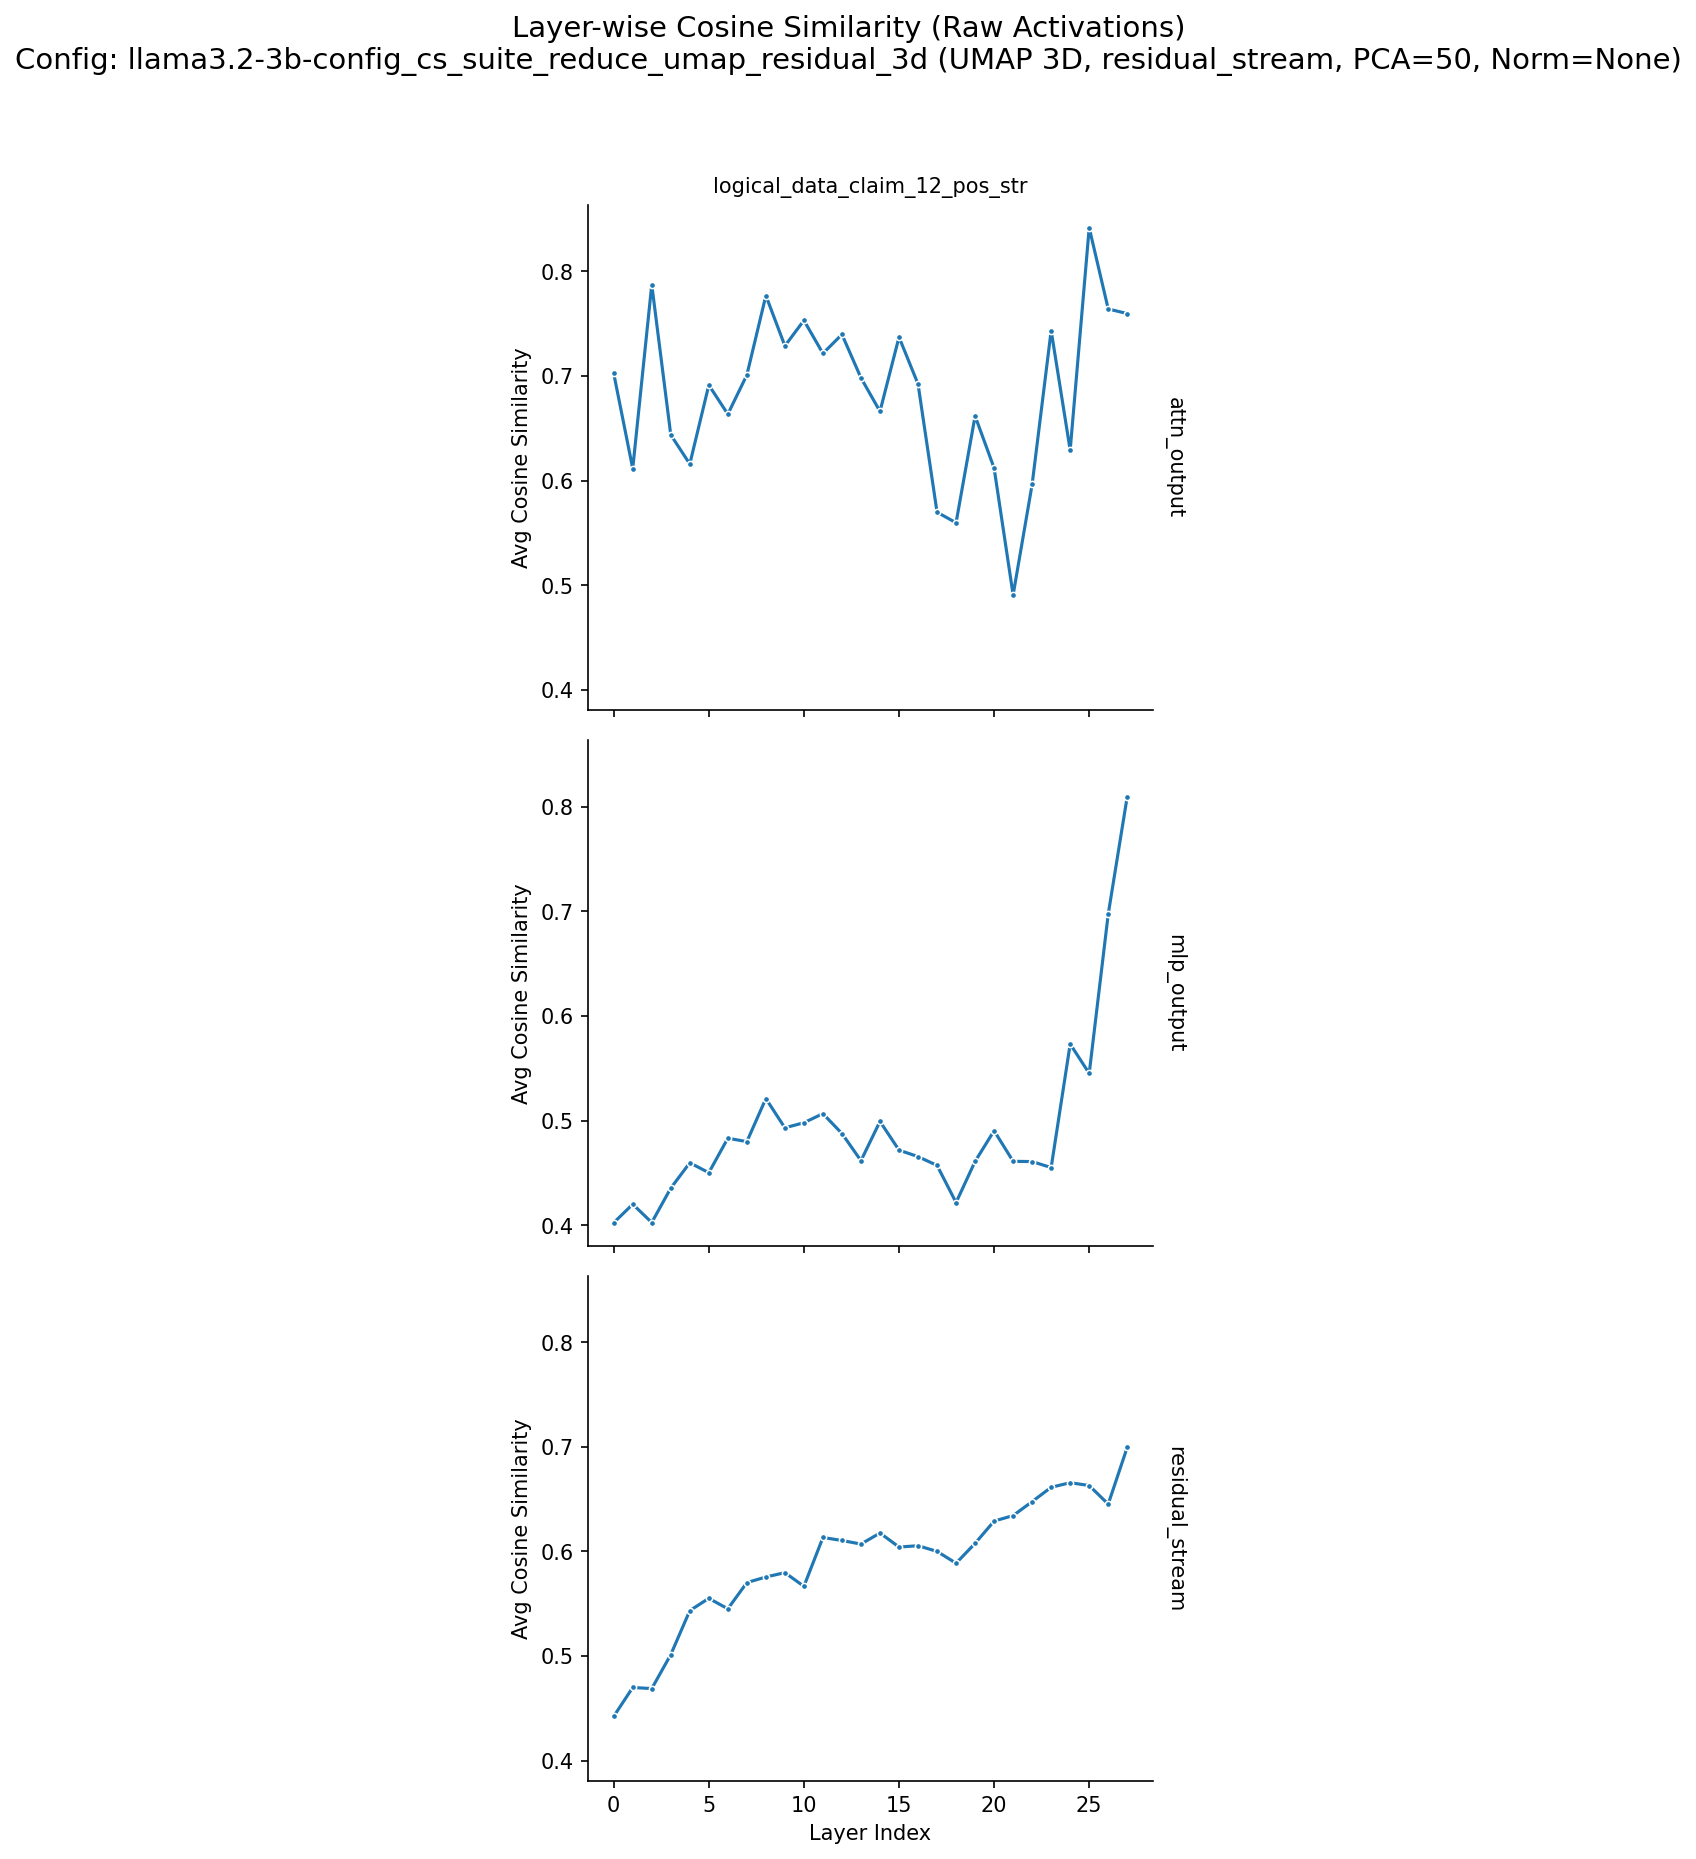 Layer-wise Cosine Similarity (Raw Activations)
Config: llama3.2-3b-config_cs_suite_reduce_umap_residual_3d (UMAP 3D, residual_stream, PCA=50, Norm=None)
logical_data_claim_12_pos_str
0.8
0.7
0.6
0.5
0.4
Avg Cosine Similarity
attn_output
0.8
0.7
0.6
0.5
0.4
Avg Cosine Similarity
mlp_output
0.8
0.7
0.6
0.5
0.4
Avg Cosine Similarity
residual_stream
0 5 10 15 20 25
Layer Index